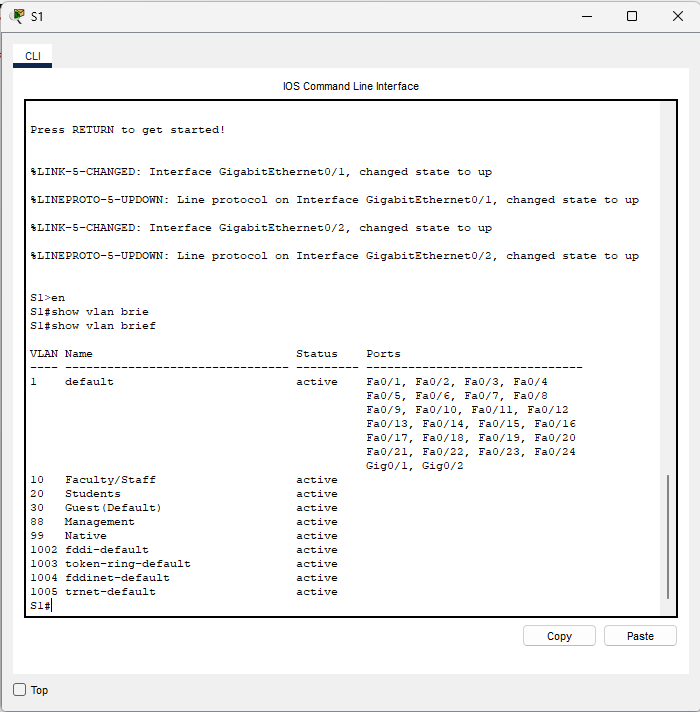 S1
CLI
IOS Command Line Interface
Press RETURN to get started!
%LINK-5-CHANGED: Interface GigabitEthernet0/1, changed state to up
%LINEPROTO-5-UPDOWN: Line protocol on Interface GigabitEthernet0/1, changed state to up
%LINK-5-CHANGED: Interface GigabitEthernet0/2, changed state to up
%LINEPROTO-5-UPDOWN: Line protocol on Interface GigabitEthernet0/2, changed state to up
S1>en
S1#show vlan brie
S1#show vlan brief
VLAN Name                             Status    Ports
---- -------------------------------- --------- -------------------------------
1    default                          active    Fa0/1, Fa0/2, Fa0/3, Fa0/4
                                                Fa0/5, Fa0/6, Fa0/7, Fa0/8
                                                Fa0/9, Fa0/10, Fa0/11, Fa0/12
                                                Fa0/13, Fa0/14, Fa0/15, Fa0/16
                                                Fa0/17, Fa0/18, Fa0/19, Fa0/20
                                                Fa0/21, Fa0/22, Fa0/23, Fa0/24
                                                Gig0/1, Gig0/2
10   Faculty/Staff                    active
20   Students                         active
30   Guest(Default)                   active
88   Management                       active
99   Native                           active
1002 fddi-default                     active
1003 token-ring-default               active
1004 fddinet-default                  active
1005 trnet-default                    active
S1#
Copy Paste
Top